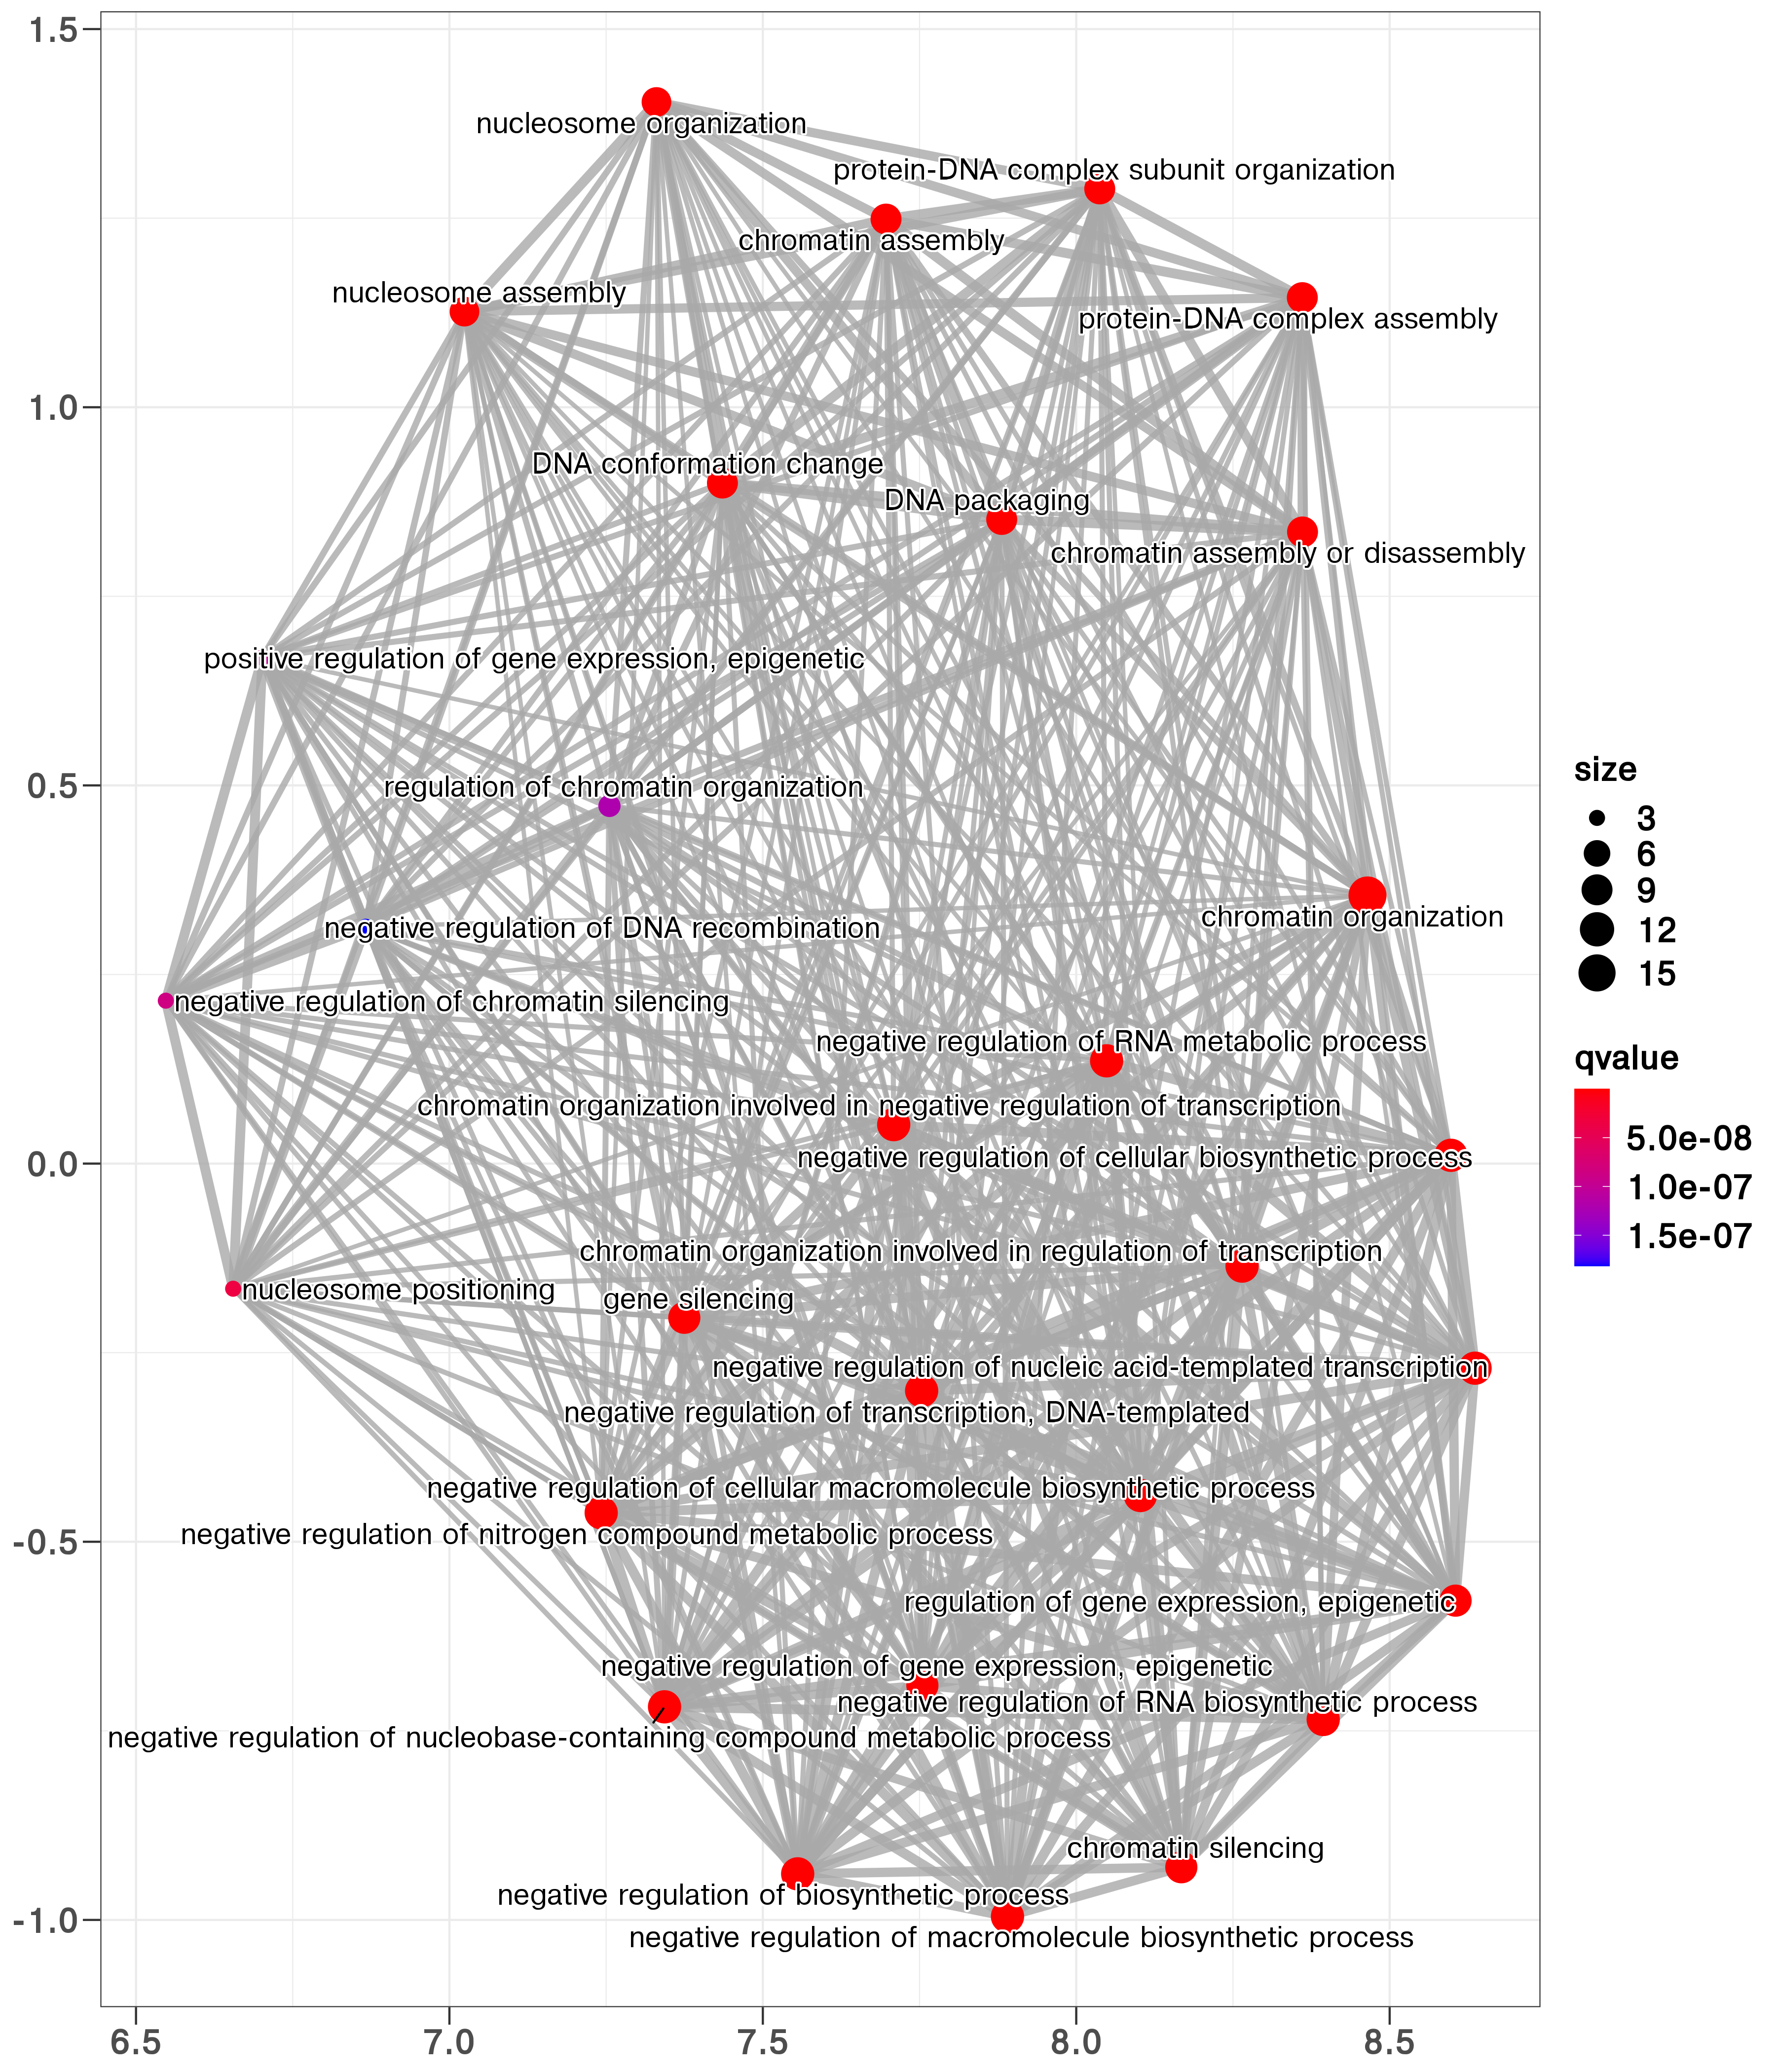 1.5
nucleosome organization
protein-DNA complex subunit organization
chromatin assembly
nucleosome assembly
protein-DNA complex assembly
1.0
DNA conformation change
DNA packaging
chromatin assembly or disassembly
positive regulation of gene expression, epigenetic
0.5
regulation of chromatin organization
chromatin organization
negative regulation of DNA recombination
negative regulation of chromatin silencing
negative regulation of RNA metabolic process
chromatin organization involved in negative regulation of transcription
0.0
negative regulation of cellular biosynthetic process
chromatin organization involved in regulation of transcription
nucleosome positioning
gene silencing
negative regulation of nucleic acid-templated transcription
negative regulation of transcription, DNA-templated
negative regulation of cellular macromolecule biosynthetic process
-0.5
negative regulation of nitrogen compound metabolic process
regulation of gene expression, epigenetic
negative regulation of gene expression, epigenetic
negative regulation of RNA biosynthetic process
negative regulation of nucleobase-containing compound metabolic process
chromatin silencing
negative regulation of biosynthetic process
-1.0
negative regulation of macromolecule biosynthetic process
6.5 7.0 7.5 8.0 8.5
size
3
6
9
12
15
qvalue
5.0e-08
1.0e-07
1.5e-07